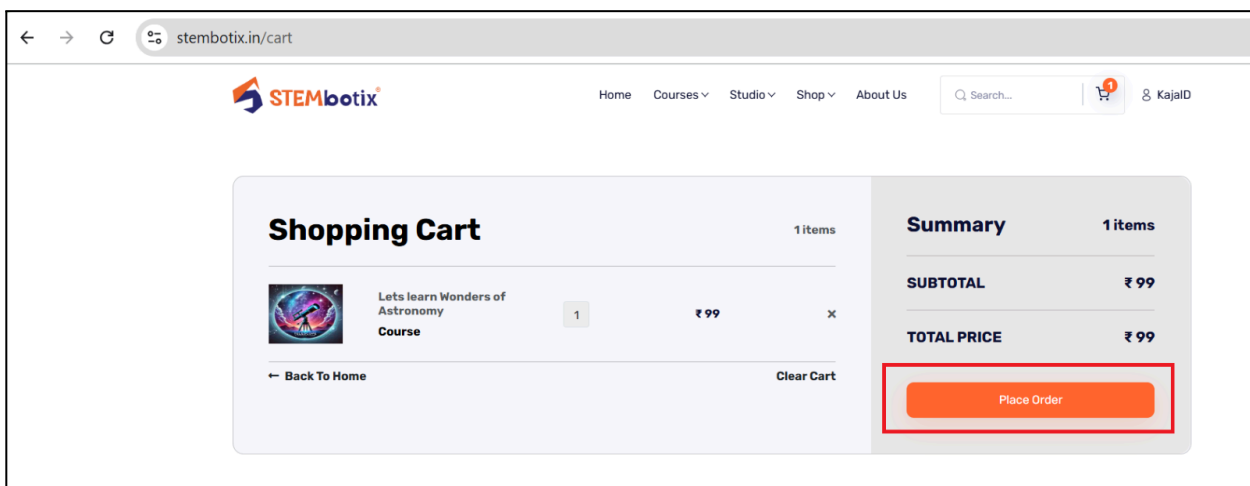 stembotix.in/cart
STEMbotix®
Home Courses Studio Shop About Us Search... 1 KajalD
Shopping Cart 1 items
Lets learn Wonders of
Astronomy
Course
1 ₹ 99 ×
← Back To Home Clear Cart
Summary 1 items
SUBTOTAL ₹ 99
TOTAL PRICE ₹ 99
Place Order